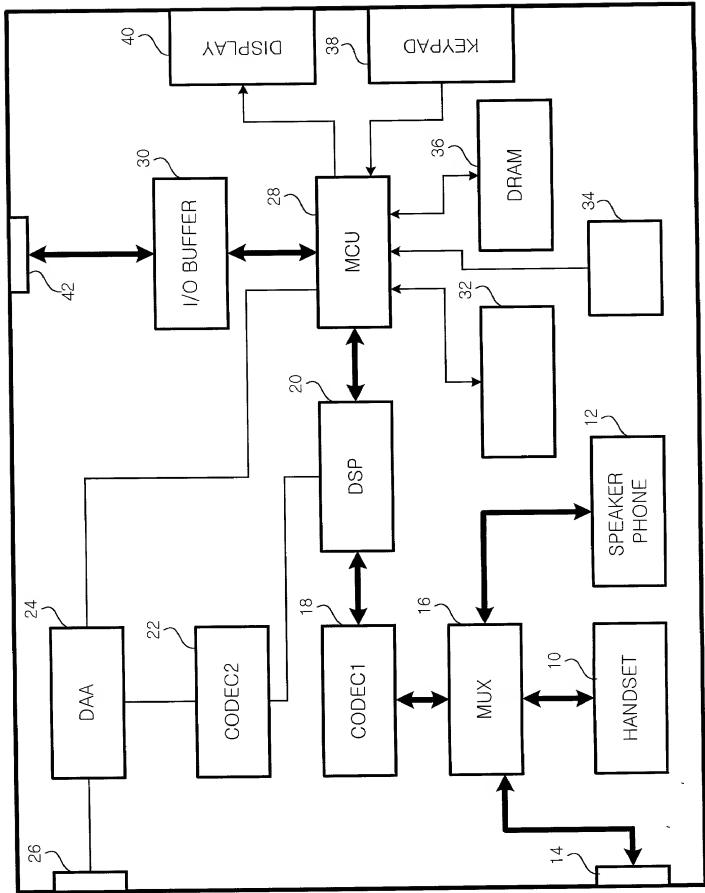 26
24
DAA
42
22
30
40
CODEC2
I/O BUFFER
DISPLAY
18
20
28
38
CODEC1
DSP
MCU
KEYPAD
16
32
36
MUX
DRAM
14
10
12
34
HANDSET
SPEAKER
PHONE